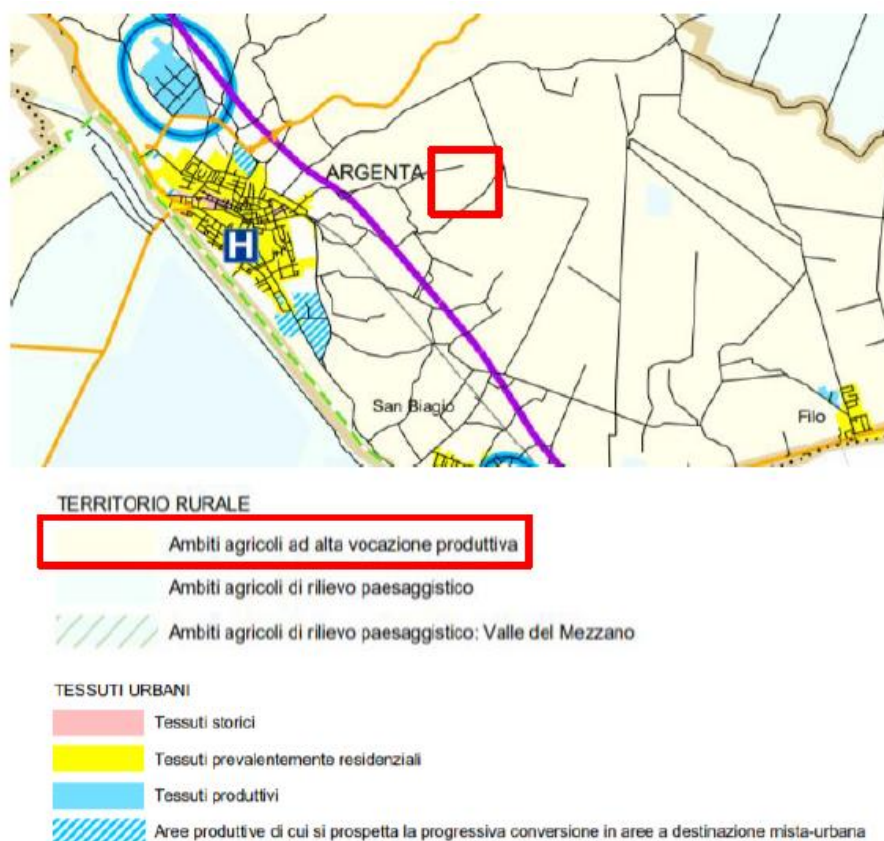 ARGENTA
H
San Biagio
Filo
TERRITORIO RURALE
Ambiti agricoli ad alta vocazione produttiva
Ambiti agricoli di rilievo paesaggistico
Ambiti agricoli di rilievo paesaggistico: Valle del Mezzano
TESSUTI URBANI
Tessuti storici
Tessuti prevalentemente residenziali
Tessuti produttivi
Aree produttive di cui si prospetta la progressiva conversione in aree a destinazione mista-urbana